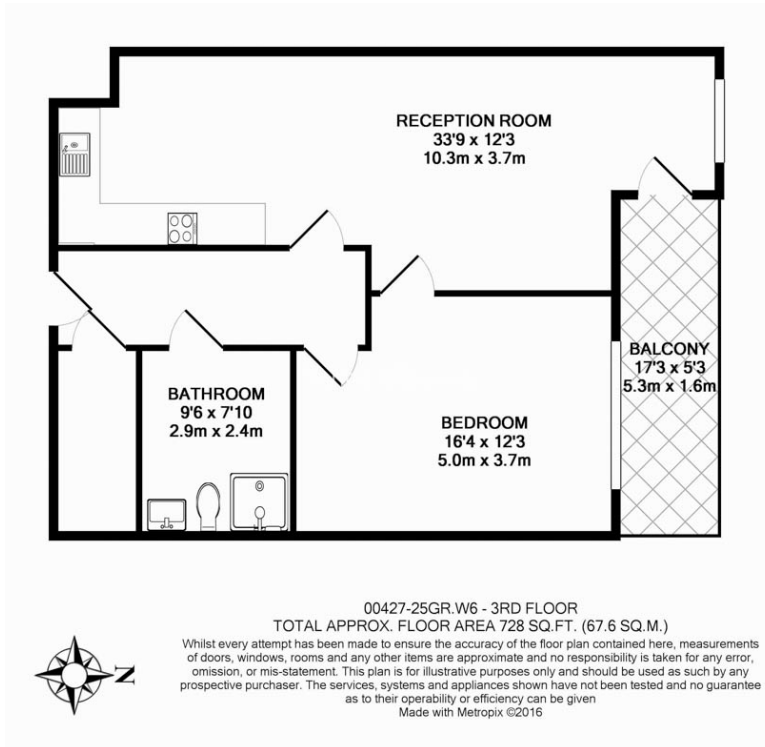 RECEPTION ROOM
33'9 x 12'3
10.3m x 3.7m
BALCONY
17'3 x 5'3
5.3m x 1.6m
BATHROOM
9'6 x 7'10
2.9m x 2.4m
BEDROOM
16'4 x 12'3
5.0m x 3.7m
00427-25GR.W6 - 3RD FLOOR
TOTAL APPROX. FLOOR AREA 728 SQ.FT. (67.6 SQ.M.)
Whilst every attempt has been made to ensure the accuracy of the floor plan contained here, measurements
of doors, windows, rooms and any other items are approximate and no responsibility is taken for any error,
omission, or mis-statement. This plan is for illustrative purposes only and should be used as such by any
prospective purchaser. The services, systems and appliances shown have not been tested and no guarantee
as to their operability or efficiency can be given
Made with Metropix ©2016
N